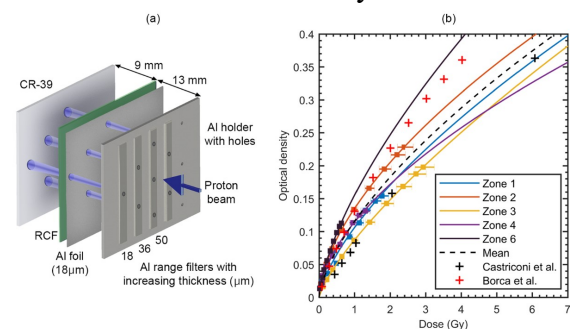 (a)
9 mm
13 mm
CR-39
Al holder
with holes
Proton
beam
RCF
Al foil
(18μm)
18
36
50
Al range filters with
increasing thickness (μm)
(b)
Optical density
0.4
0.35
0.3
0.25
0.2
0.15
0.1
0.05
0
0 1 2 3 4 5 6 7
Dose (Gy)
Zone 1
Zone 2
Zone 3
Zone 4
Zone 6
Mean
Castriconi et al.
Borca et al.